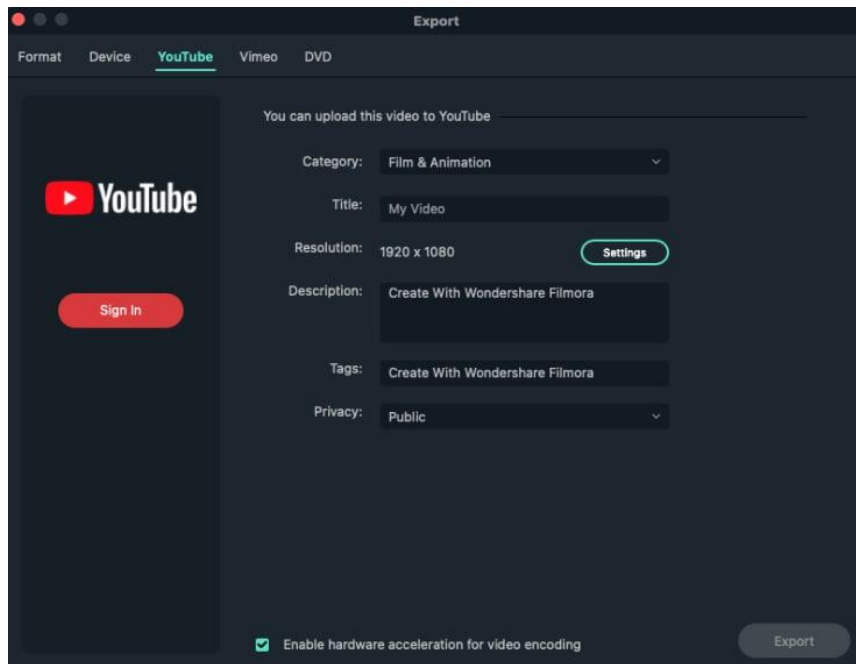 Export
Format Device YouTube Vimeo DVD
YouTube
Sign In
You can upload this video to YouTube
Category: Film & Animation
Title: My Video
Resolution: 1920 x 1080 Settings
Description: Create With Wondershare Filmora
Tags: Create With Wondershare Filmora
Privacy: Public
Enable hardware acceleration for video encoding
Export